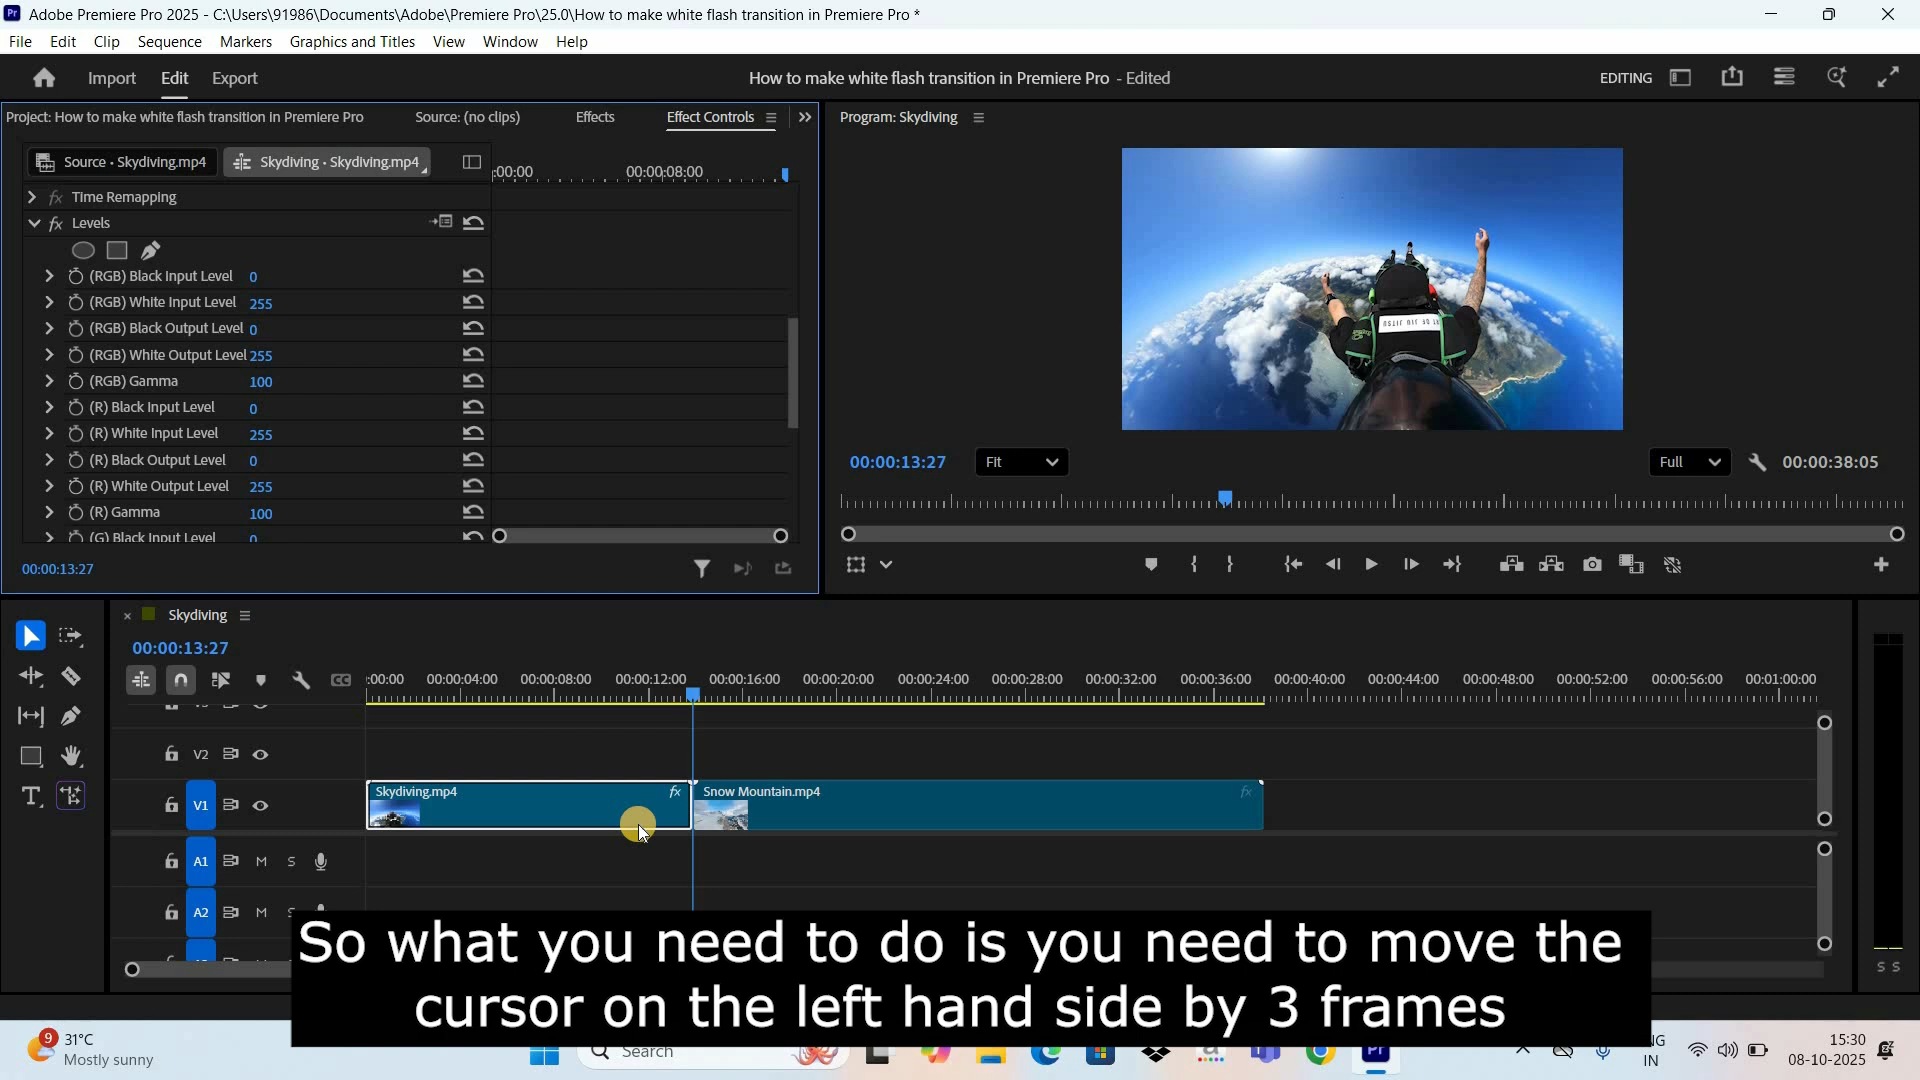 Adobe Premiere Pro 2025 - C:\Users\91986\Documents\Adobe\Premiere Pro\25.0\How to make white flash transition in Premiere Pro *
File Edit Clip Sequence Markers Graphics and Titles View Window Help
Import Edit Export
How to make white flash transition in Premiere Pro - Edited
EDITING
Project: How to make white flash transition in Premiere Pro
Source: (no clips)
Effects
Effect Controls
Source • Skydiving.mp4
Skydiving • Skydiving.mp4
:00:00
00:00:08:00
fx Time Remapping
fx Levels
(RGB) Black Input Level 0
(RGB) White Input Level 255
(RGB) Black Output Level 0
(RGB) White Output Level 255
(RGB) Gamma 100
(R) Black Input Level 0
(R) White Input Level 255
(R) Black Output Level 0
(R) White Output Level 255
(R) Gamma 100
(G) Black Input Level 0
00:00:13:27
Program: Skydiving
00:00:13:27
Fit
Full
00:00:38:05
Skydiving
00:00:13:27
:00:00 00:00:04:00 00:00:08:00 00:00:12:00 00:00:16:00 00:00:20:00 00:00:24:00 00:00:28:00 00:00:32:00 00:00:36:00 00:00:40:00 00:00:44:00 00:00:48:00 00:00:52:00 00:00:56:00 00:01:00:00
CC
V2
V1
Skydiving.mp4 fx
Snow Mountain.mp4 fx
A1 M S
A2 M S
S S
So what you need to do is you need to move the
cursor on the left hand side by 3 frames
9
31°C
Mostly sunny
Search
IN
15:30
08-10-2025